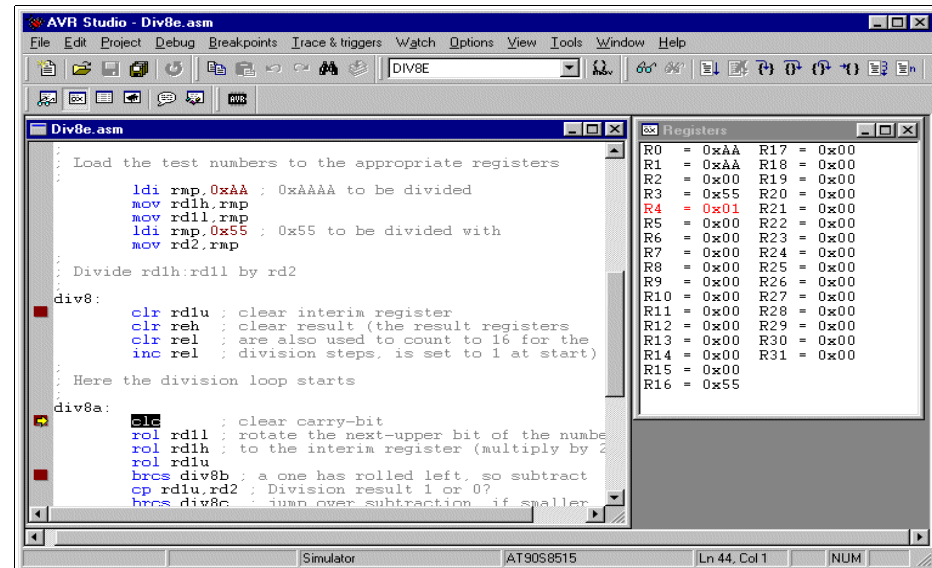 AVR Studio - Div8e.asm
File Edit Project Debug Breakpoints Trace & triggers Watch Options View Tools Window Help
DIV8E
AVR
Div8e.asm
;
; Load the test numbers to the appropriate registers
;
ldi rmp,0xAA ; 0xAAAA to be divided
mov rd1h,rmp
mov rd1l,rmp
ldi rmp,0x55 ; 0x55 to be divided with
mov rd2,rmp
;
; Divide rd1h:rd1l by rd2
;
div8:
clr rd1u ; clear interim register
clr reh ; clear result (the result registers
clr rel ; are also used to count to 16 for the
inc rel ; division steps, is set to 1 at start)
;
; Here the division loop starts
;
div8a:
clc ; clear carry-bit
rol rd1l ; rotate the next-upper bit of the numbe
rol rd1h ; to the interim register (multiply by 2
rol rd1u
brcs div8b ; a one has rolled left, so subtract
cp rd1u,rd2 ; Division result 1 or 0?
brcs div8c ; jump over subtraction, if smaller
Registers
R0 = 0xAA R17 = 0x00
R1 = 0xAA R18 = 0x00
R2 = 0x00 R19 = 0x00
R3 = 0x55 R20 = 0x00
R4 = 0x01 R21 = 0x00
R5 = 0x00 R22 = 0x00
R6 = 0x00 R23 = 0x00
R7 = 0x00 R24 = 0x00
R8 = 0x00 R25 = 0x00
R9 = 0x00 R26 = 0x00
R10 = 0x00 R27 = 0x00
R11 = 0x00 R28 = 0x00
R12 = 0x00 R29 = 0x00
R13 = 0x00 R30 = 0x00
R14 = 0x00 R31 = 0x00
R15 = 0x00
R16 = 0x55
Simulator AT90S8515 Ln 44, Col 1 NUM